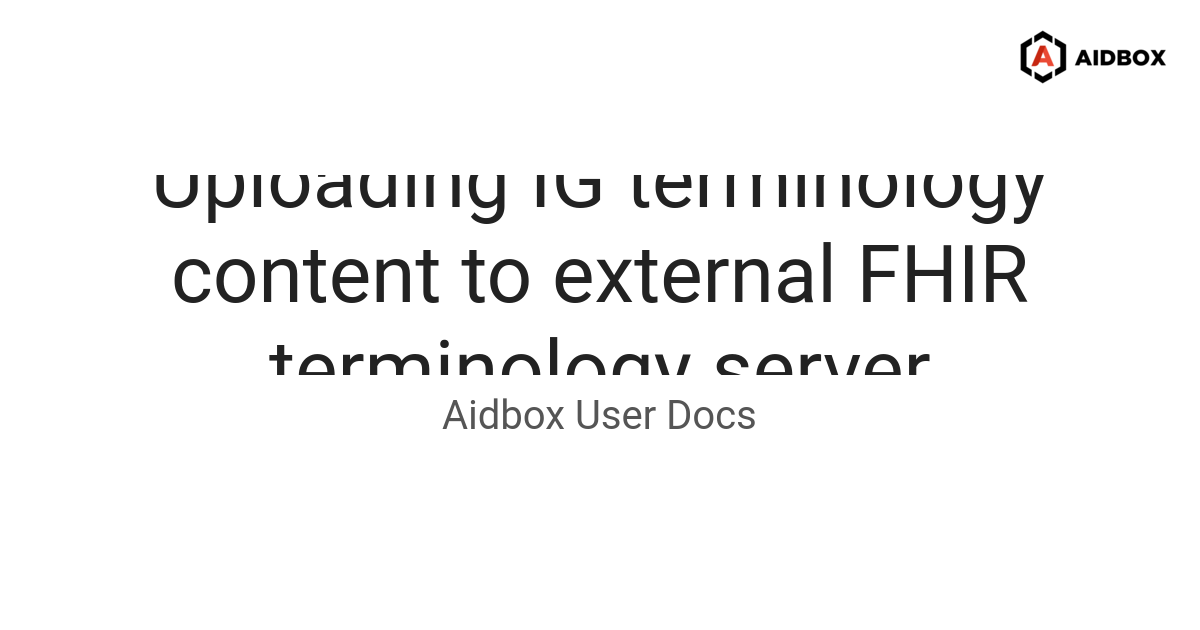 AIDBOX
Uploading IG terminology
content to external FHIR
terminology server
Aidbox User Docs